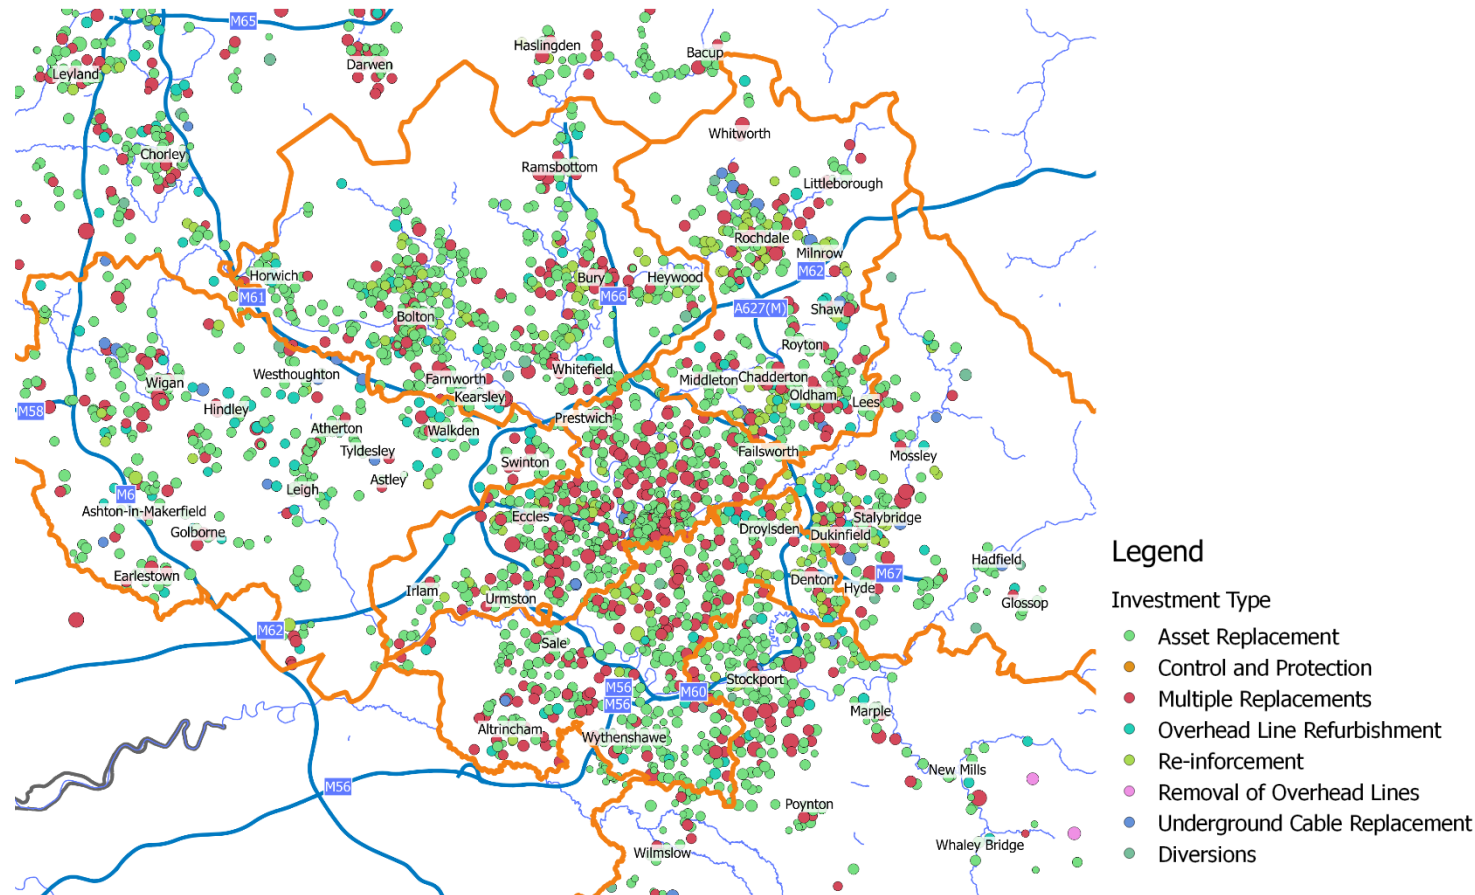 M65
Haslingden
Bacup
Darwen
Leyland
Whitworth
Chorley
Ramsbottom
Littleborough
Rochdale
Milnrow
M62
Horwich
Bury
Heywood
M61
M66
A627(M)
Shaw
Bolton
Royton
Westhoughton
Whitefield
Wigan
Farnworth
Middleton
Chadderton
Kearsley
Oldham
Lees
M58
Hindley
Prestwich
Atherton
Walkden
Tyldesley
Failsworth
Mossley
Swinton
Astley
Leigh
M6
Ashton-in-Makerfield
Eccles
Stalybridge
Golborne
Droylsden
Dukinfield
Hadfield
Earlestown
Denton
M67
Irlam
Hyde
Urmston
Glossop
M62
Sale
Stockport
M56
M60
M56
Marple
Altrincham
Wythenshawe
New Mills
M56
Poynton
Whaley Bridge
Wilmslow
Legend
Investment Type
Asset Replacement
Control and Protection
Multiple Replacements
Overhead Line Refurbishment
Re-inforcement
Removal of Overhead Lines
Underground Cable Replacement
Diversions